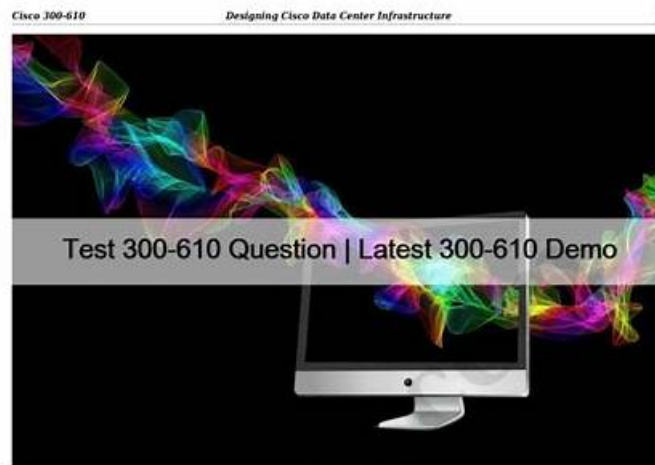 Cisco 300-610 Designing Cisco Data Center Infrastructure
Test 300-610 Question | Latest 300-610 Demo